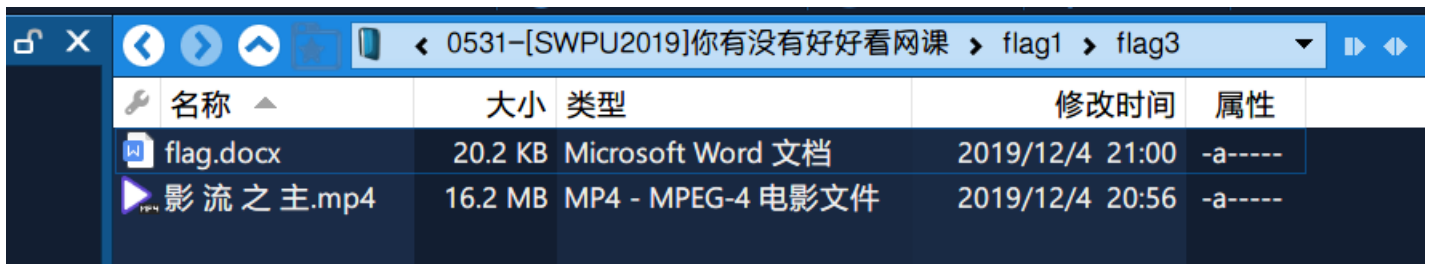 0531-[SWPU2019]你有没有好好看网课 flag1 flag3
名称 大小 类型 修改时间 属性
flag.docx 20.2 KB Microsoft Word 文档 2019/12/4 21:00 -a-----
影 流 之 主.mp4 16.2 MB MP4 - MPEG-4 电影文件 2019/12/4 20:56 -a-----